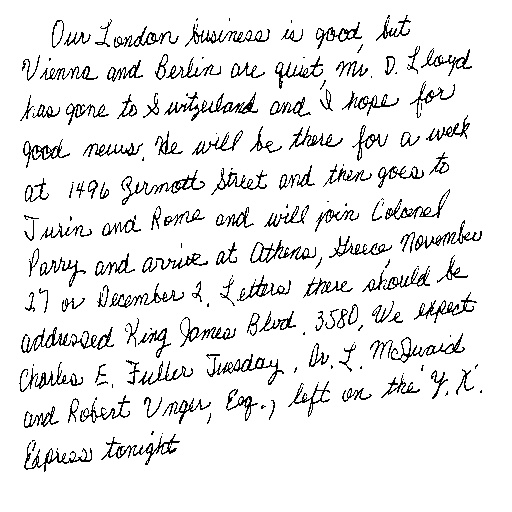 Our London business is good, but
Vienna and Berlin are quiet. Mr. D. Lloyd
has gone to Switzerland and I hope for
good news. He will be there for a week
at 1496 Zermott Street and then goes to
Turin and Rome and will join Colonel
Parry and arrive at Athens, Greece, November
27 or December 2. Letters there should be
addressed King James Blvd. 3580. We expect
Charles E. Fuller Tuesday. Dr. L. McQuaid
and Robert Unger, Esq., left on the "Y. X."
Express tonight